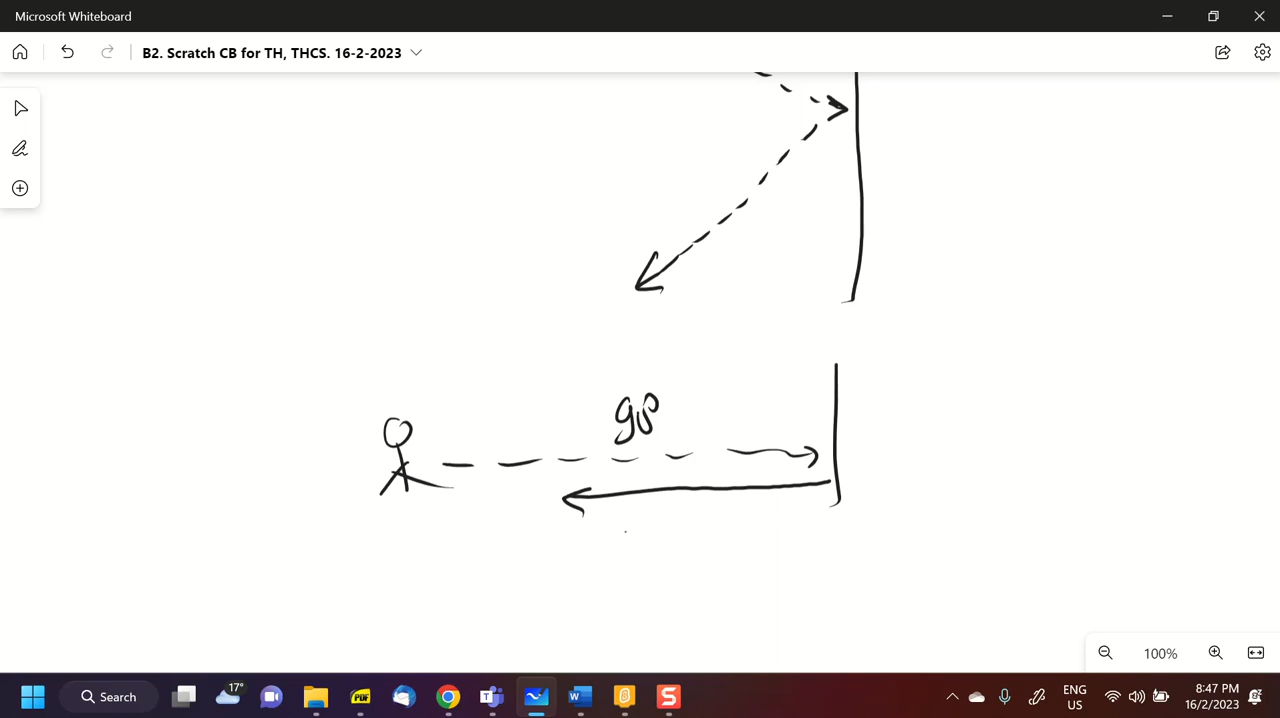 Microsoft Whiteboard
B2. Scratch CB for TH, THCS. 16-2-2023
100%
17°
Search
PDF
ENG
US
8:47 PM
16/2/2023